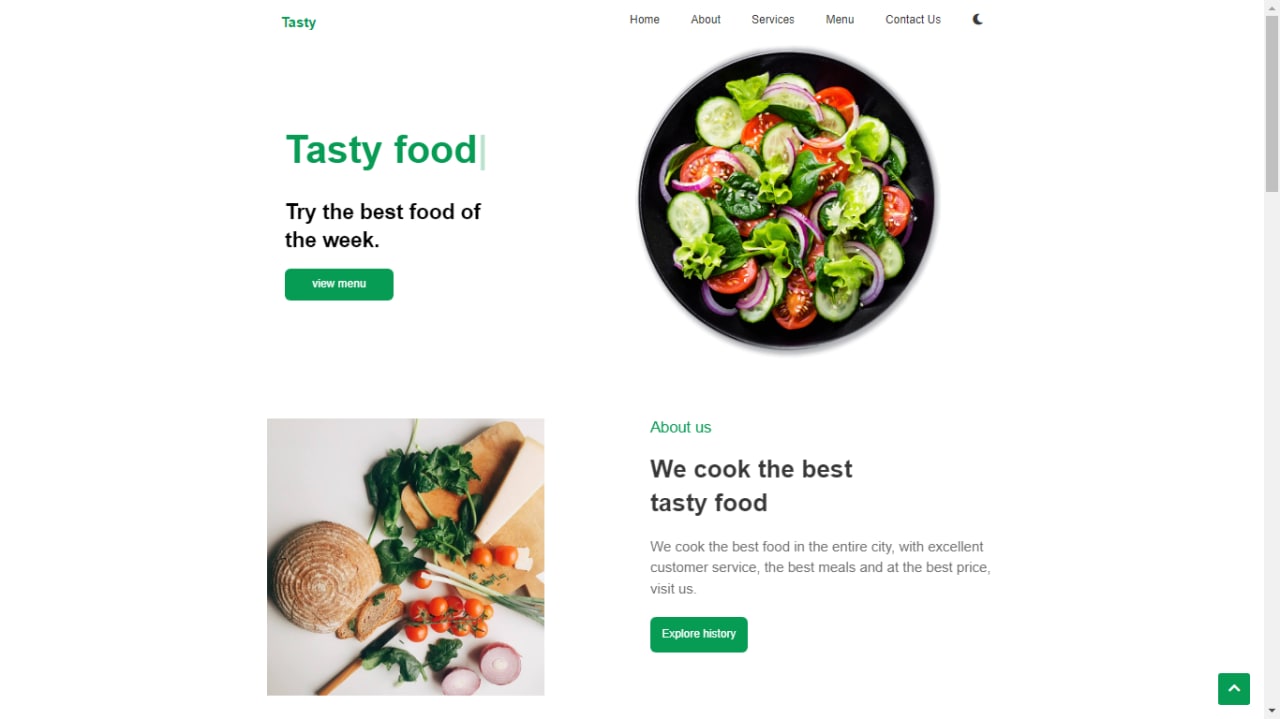 Tasty
Home About Services Menu Contact Us
Tasty food
Try the best food of
the week.
view menu
About us
We cook the best
tasty food
We cook the best food in the entire city, with excellent
customer service, the best meals and at the best price,
visit us.
Explore history